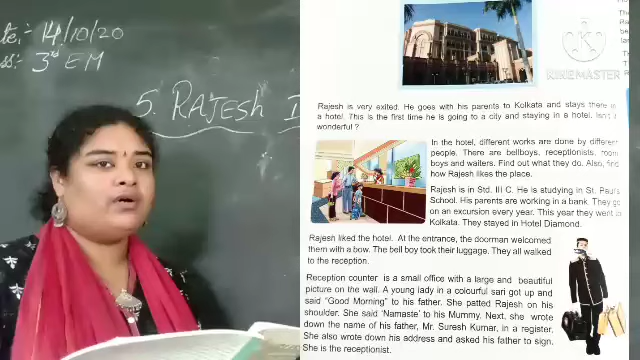 14/10/20
3rd EM
5. RAJESH
KINEMASTER
Rajesh is very exited. He goes with his parents to Kolkata and stays there in
a hotel. This is the first time he is going to a city and staying in a hotel. Isn't it
wonderful ?
In the hotel, different works are done by different
people. There are bellboys, receptionists, room
boys and waiters. Find out what they do. Also, find
how Rajesh likes the place.
Rajesh is in Std. III C. He is studying in St. Paul's
School. His parents are working in a bank. They go
on an excursion every year. This year they went to
Kolkata. They stayed in Hotel Diamond.
Rajesh liked the hotel. At the entrance, the doorman welcomed
them with a bow. The bell boy took their luggage. They all walked
to the reception.
Reception counter is a small office with a large and beautiful
picture on the wall. A young lady in a colourful sari got up and
said "Good Morning" to his father. She patted Rajesh on his
shoulder. She said 'Namaste' to his Mummy. Next, she wrote
down the name of his father, Mr. Suresh Kumar, in a register.
She also wrote down his address and asked his father to sign.
She is the receptionist.